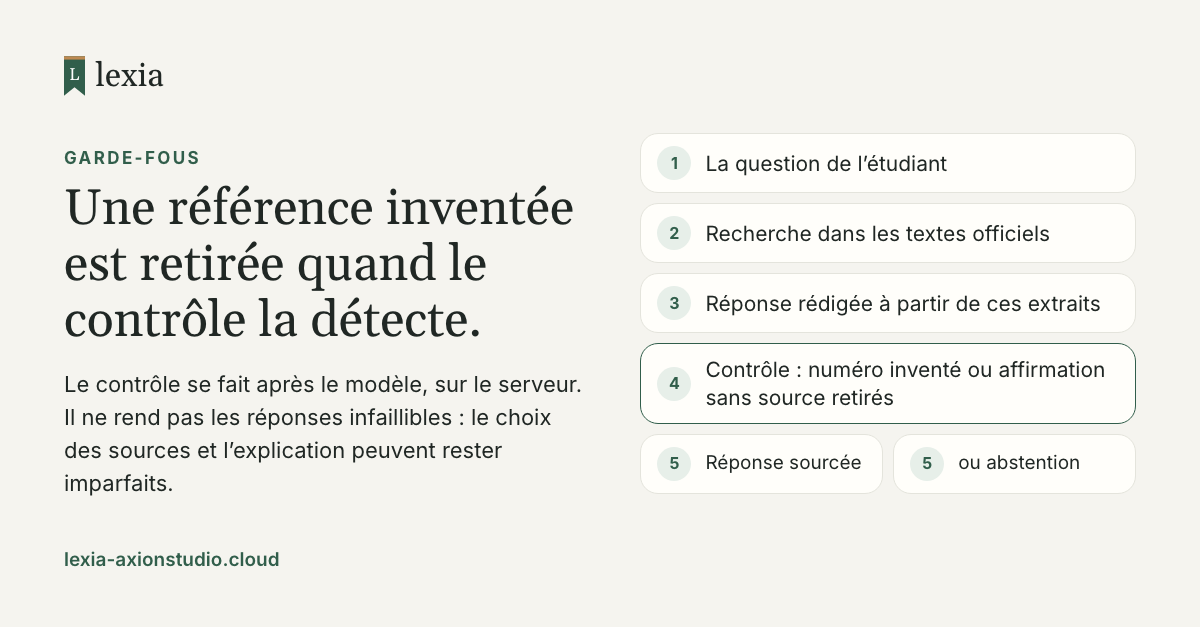 L
lexia
GARDE-FOUS
Une référence inventée
est retirée quand le
contrôle la détecte.
Le contrôle se fait après le modèle, sur le serveur.
Il ne rend pas les réponses infaillibles : le choix
des sources et l’explication peuvent rester
imparfaits.
lexia-axionstudio.cloud
1 La question de l’étudiant
2 Recherche dans les textes officiels
3 Réponse rédigée à partir de ces extraits
4 Contrôle : numéro inventé ou affirmation
sans source retirés
5 Réponse sourcée
5 ou abstention